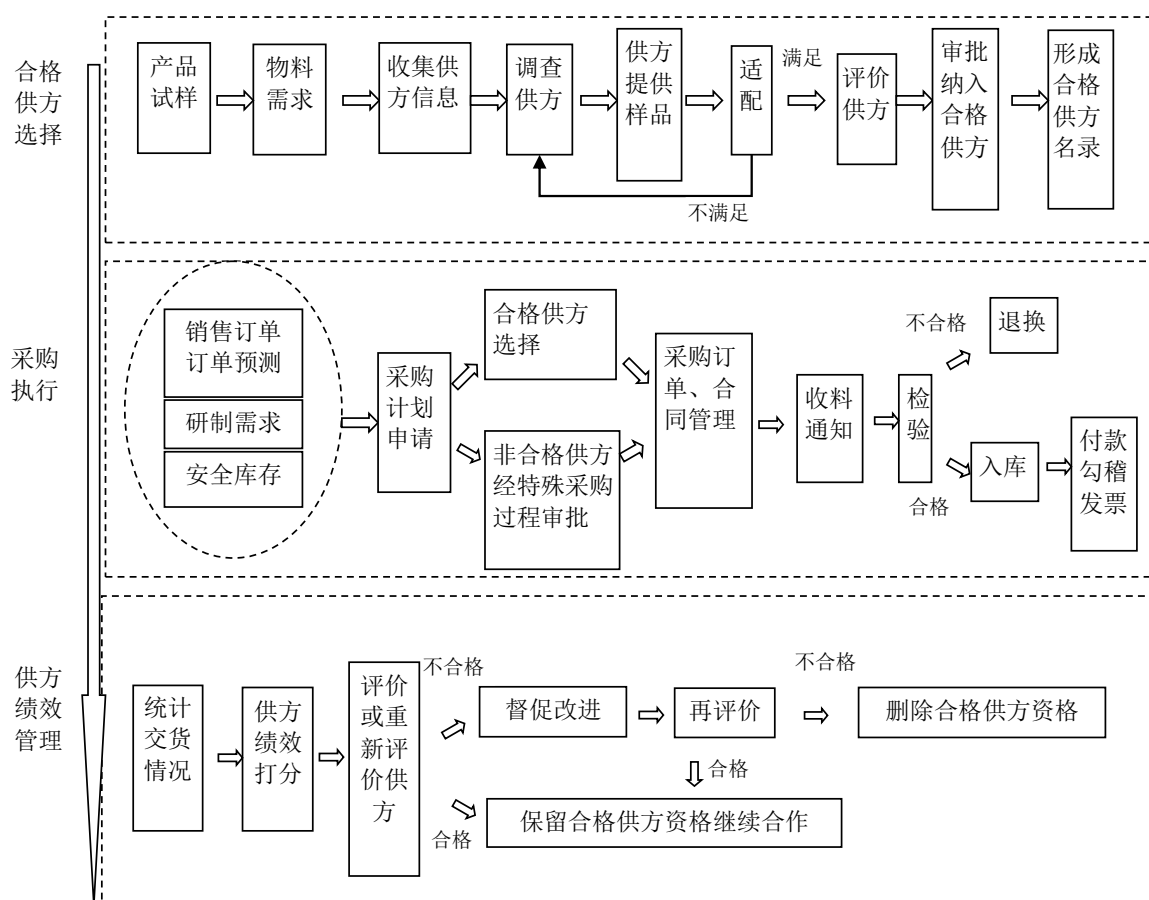 合格
供方
选择
产品
试样
物料
需求
收集供
方信息
调查
供方
供方
提供
样品
适
配
满足
不满足
评价
供方
审批
纳入
合格
供方
形成
合格
供方
名录
采购
执行
销售订单
订单预测
研制需求
安全库存
采购
计划
申请
合格供方
选择
非合格供方
经特殊采购
过程审批
采购订
单、合
同管理
收料
通知
检
验
不合格
退换
合格
入库
付款
勾稽
发票
供方
绩效
管理
统计
交货
情况
供方
绩效
打分
评价
或重
新评
价供
方
不合格
督促改进
再评价
不合格
删除合格供方资格
合格
合格
保留合格供方资格继续合作